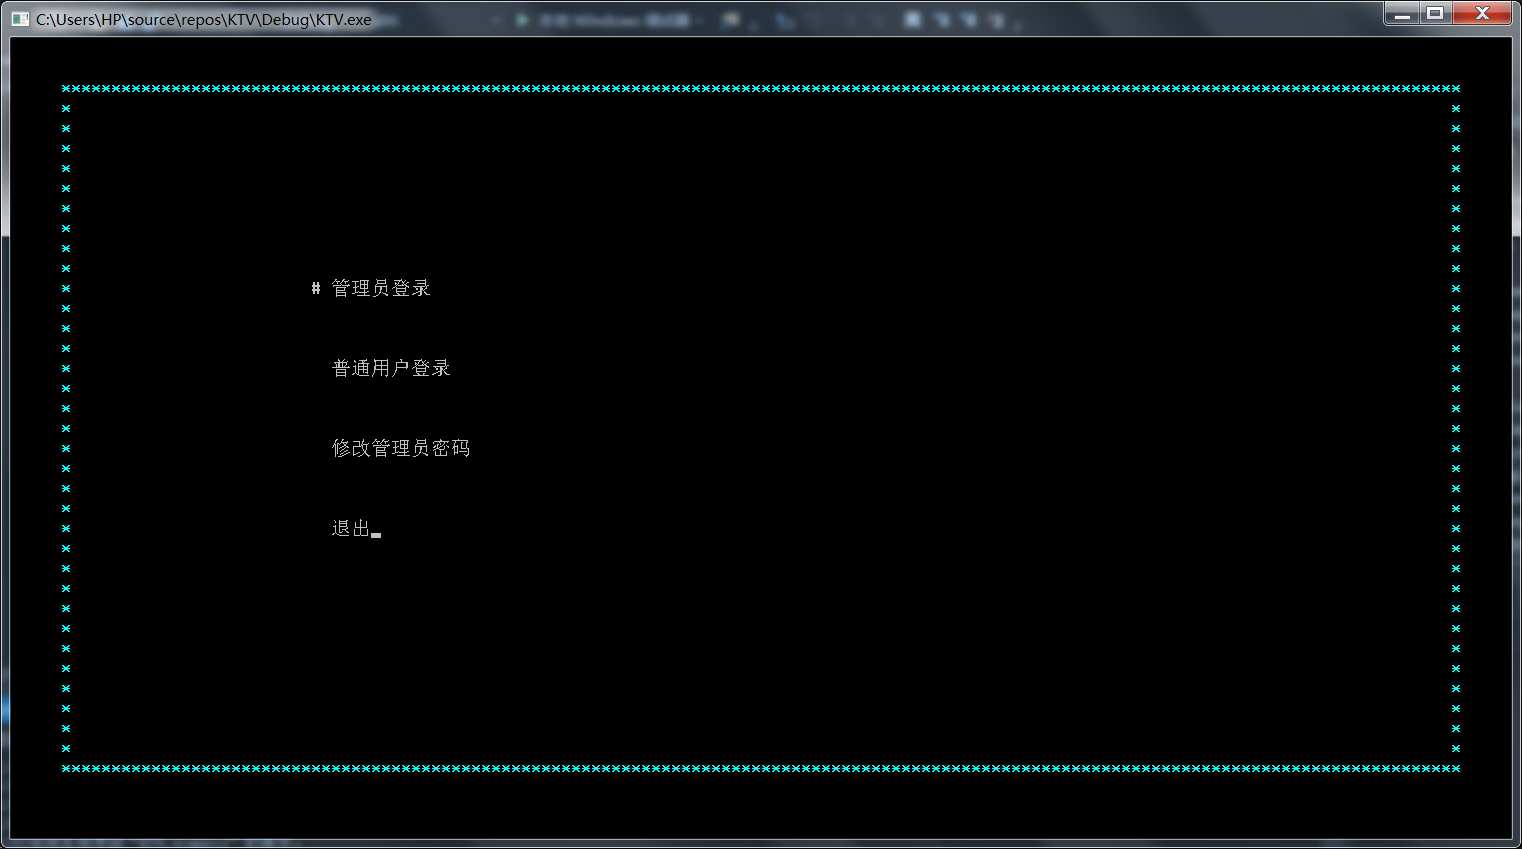 C:\Users\HP\source\repos\KTV\Debug\KTV.exe
# 管理员登录
普通用户登录
修改管理员密码
退出